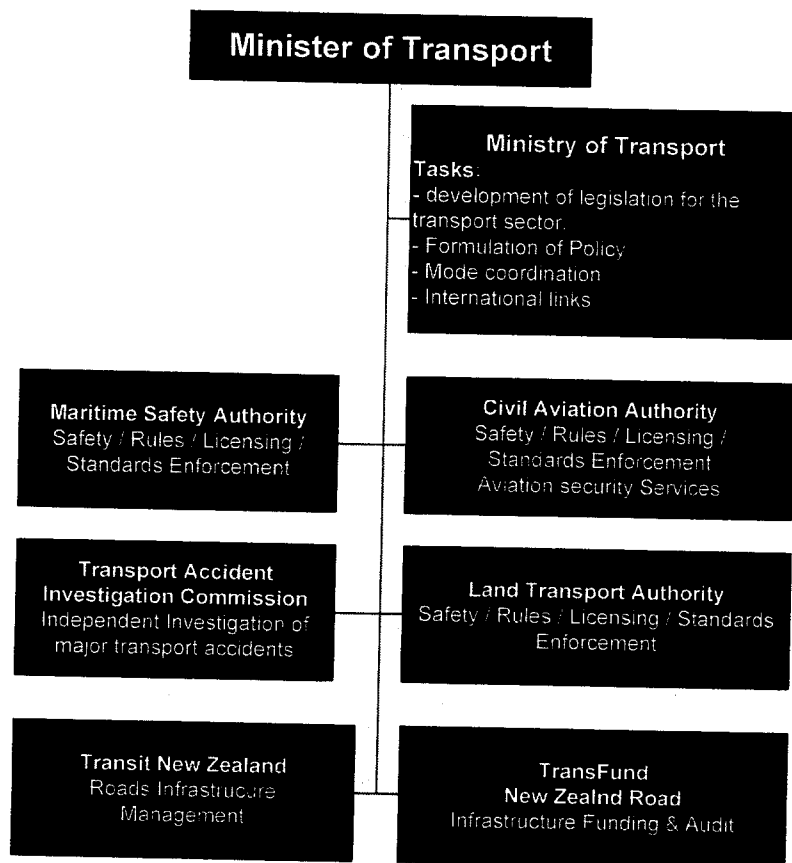 Minister of Transport
Ministry of Transport
Tasks:
- development of legislation for the
transport sector.
- Formulation of Policy
- Mode coordination
- International links
Maritime Safety Authority
Safety / Rules / Licensing /
Standards Enforcement
Civil Aviation Authority
Safety / Rules / Licensing /
Standards Enforcement
Aviation security Services
Transport Accident
Investigation Commission
Independent Investigation of
major transport accidents
Land Transport Authority
Safety / Rules / Licensing / Standards
Enforcement
Transit New Zealand
Roads Infrastructure
Management
TransFund
New Zealnd Road
Infrastructure Funding & Audit